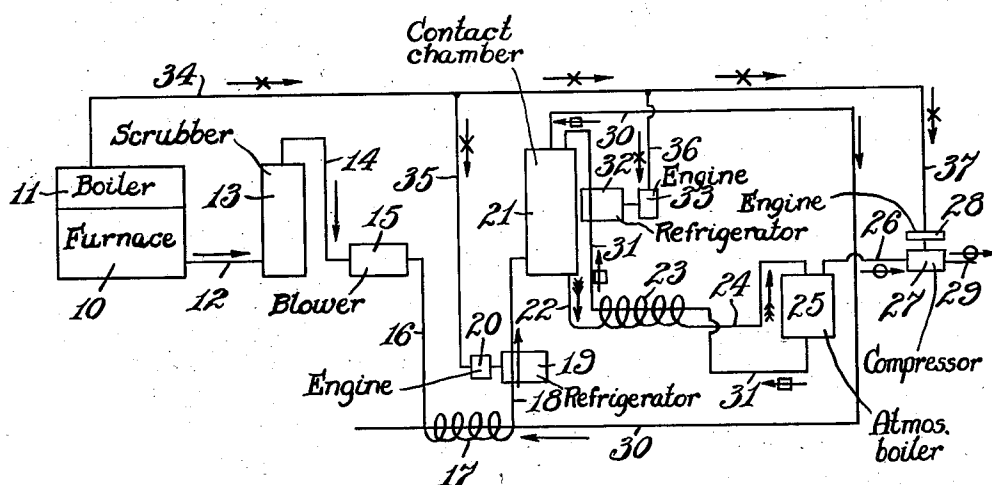 Contact
chamber
34
Scrubber
30
14
36
32
Engine
33
35
37
11
Boiler
13
21
Engine
28
26
Furnace
15
Refrigerator
31
23
24
25
27
29
10
12
Blower
22
16
20
19
Compressor
Engine
18
Refrigerator
31
17
30
Atmos.
boiler